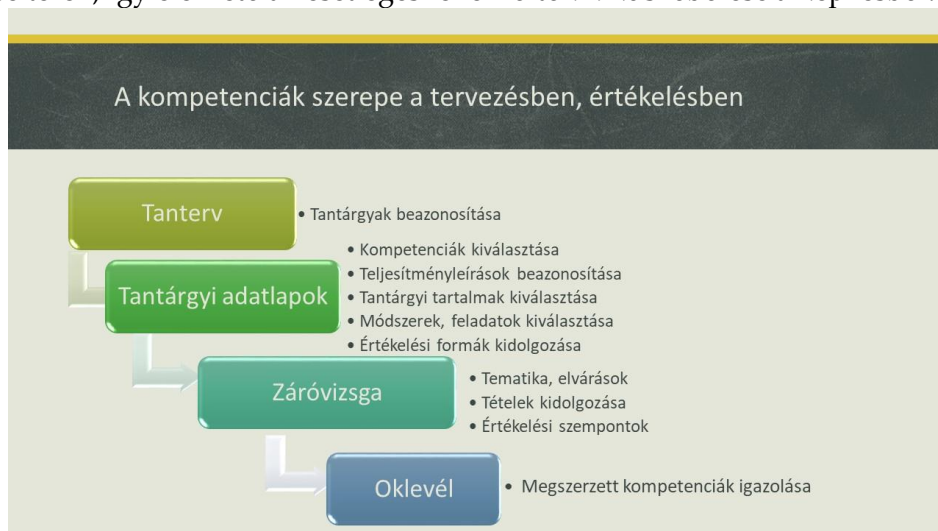 A kompetenciák szerepe a tervezésben, értékelésben
Tanterv
• Tantárgyak beazonosítása
Tantárgyi adatlapok
• Kompetenciák kiválasztása
• Teljesítményleírások beazonosítása
• Tantárgyi tartalmak kiválasztása
• Módszerek, feladatok kiválasztása
• Értékelési formák kidolgozása
Záróvizsga
• Tematika, elvárások
• Tételek kidolgozása
• Értékelési szempontok
Oklevél
• Megszerzett kompetenciák igazolása